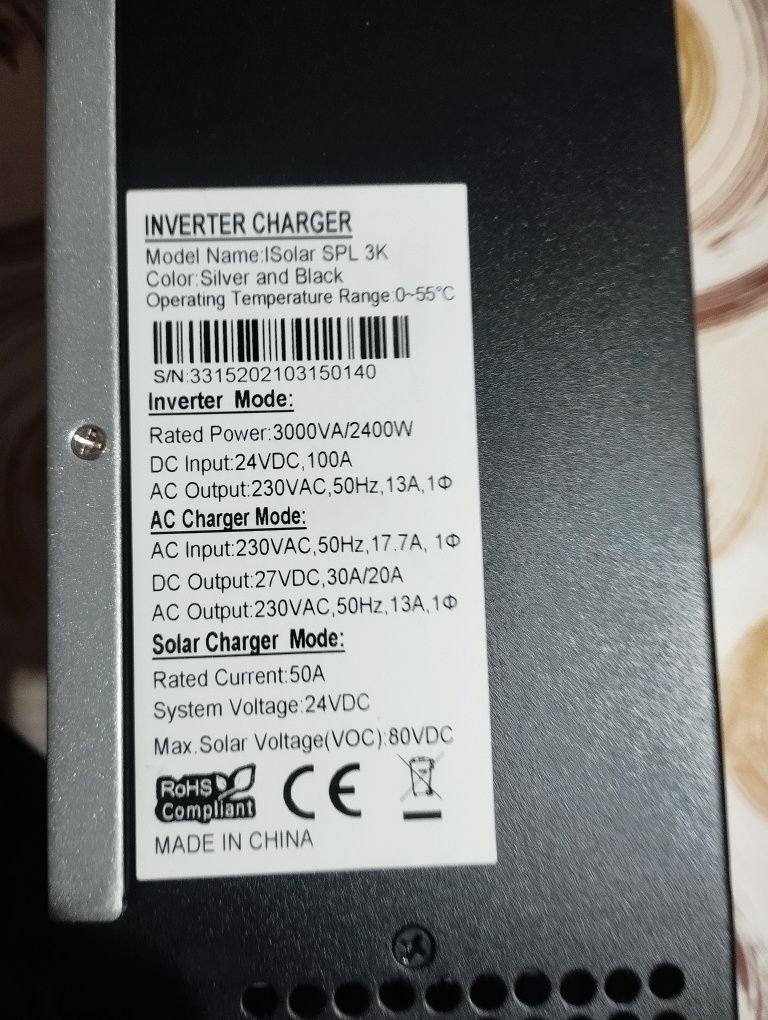 INVERTER CHARGER
Model Name:ISolar SPL 3K
Color:Silver and Black
Operating Temperature Range:0~55°C
S/N:3315202103150140
Inverter Mode:
Rated Power:3000VA/2400W
DC Input:24VDC,100A
AC Output:230VAC,50Hz,13A,1Φ
AC Charger Mode:
AC Input:230VAC,50Hz,17.7A, 1Φ
DC Output:27VDC,30A/20A
AC Output:230VAC,50Hz,13A,1Φ
Solar Charger Mode:
Rated Current:50A
System Voltage:24VDC
Max.Solar Voltage(VOC):80VDC
RoHS
Compliant
CE
MADE IN CHINA